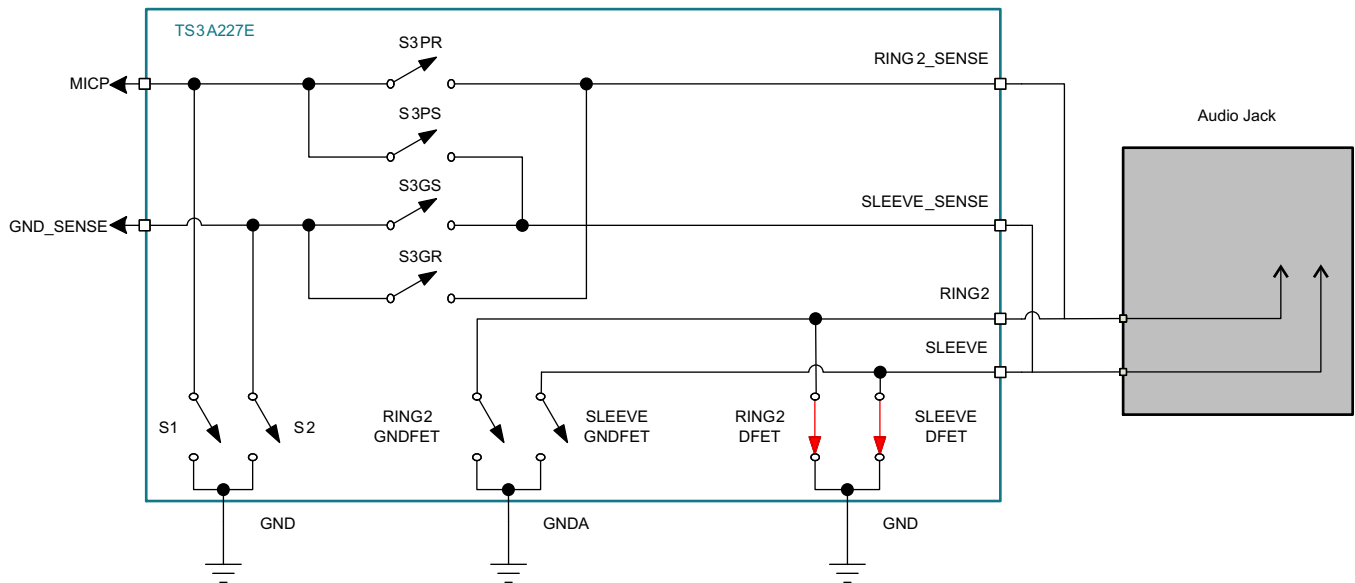 TS3A227E
S3PR
RING2_SENSE
MICP
Audio Jack
S3PS
S3GS
SLEEVE_SENSE
GND_SENSE
S3GR
RING2
SLEEVE
S1
S2
RING2
GNDFET
SLEEVE
GNDFET
RING2
DFET
SLEEVE
DFET
GND
GNDA
GND